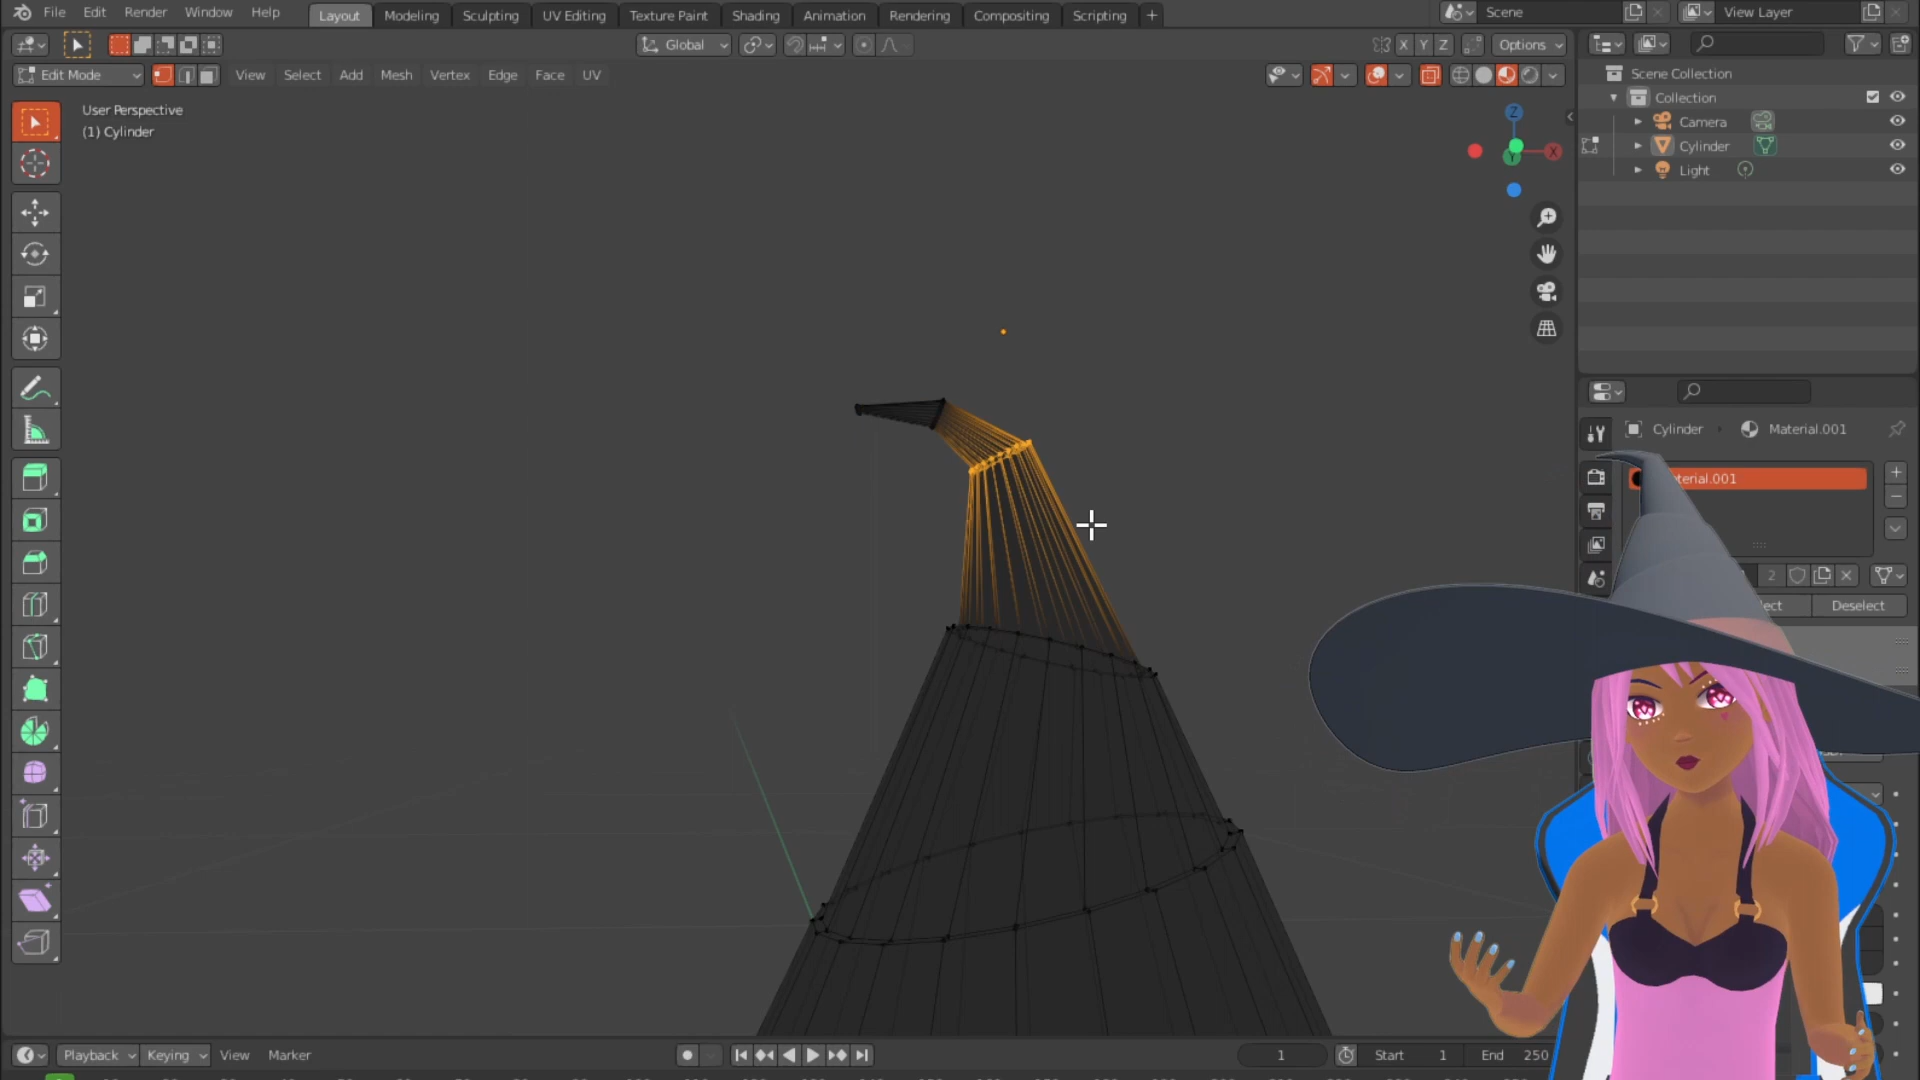 File Edit Render Window Help Layout Modeling Sculpting UV Editing Texture Paint Shading Animation Rendering Compositing Scripting + Scene View Layer
Global X Y Z Options
Edit Mode View Select Add Mesh Vertex Edge Face UV
Scene Collection
Collection
Camera
Cylinder
Light
User Perspective
(1) Cylinder
Z
X
Y
Cylinder Material.001
terial.001
2
ect Deselect
Playback Keying View Marker 1 Start 1 End 250